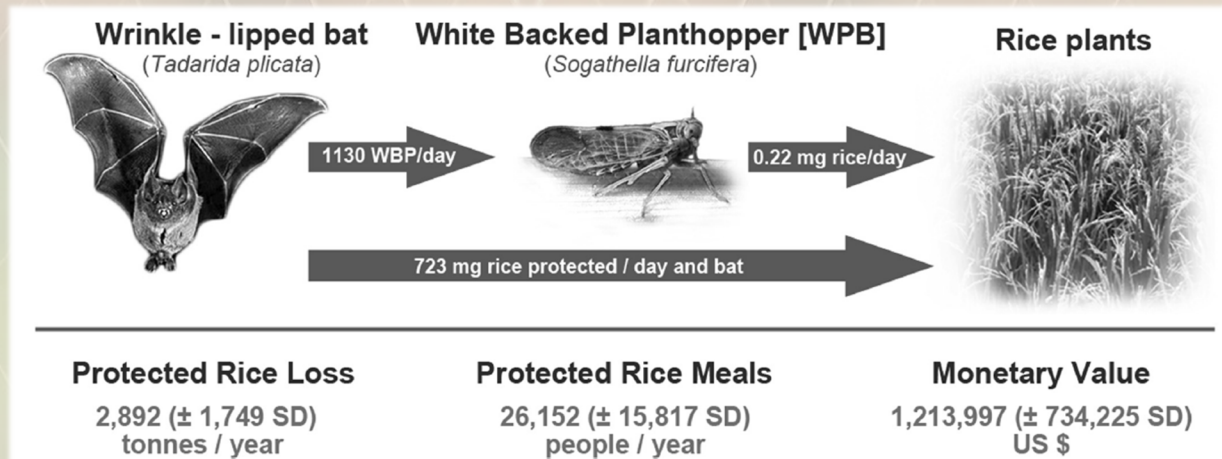 Wrinkle - lipped bat
(Tadarida plicata)
White Backed Planthopper [WPB]
(Sogathella furcifera)
Rice plants
1130 WBP/day
0.22 mg rice/day
723 mg rice protected / day and bat
Protected Rice Loss
2,892 (± 1,749 SD)
tonnes / year
Protected Rice Meals
26,152 (± 15,817 SD)
people / year
Monetary Value
1,213,997 (± 734,225 SD)
US $